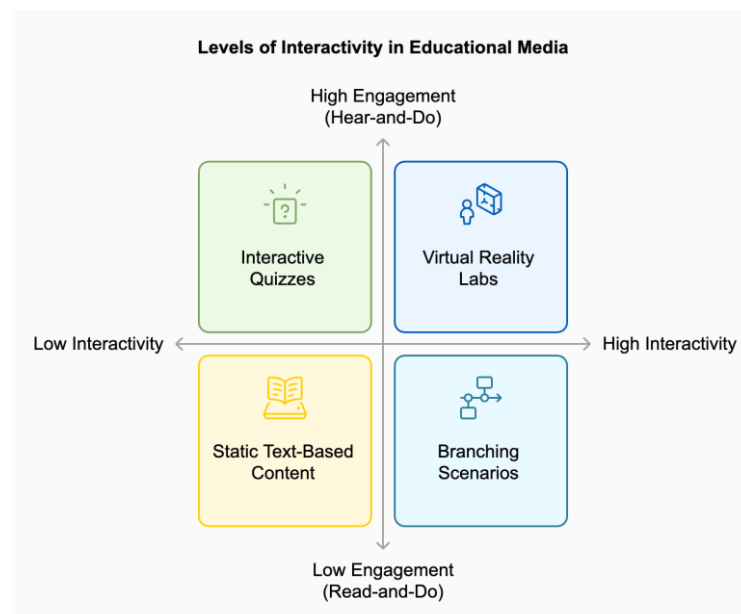 Levels of Interactivity in Educational Media
High Engagement
(Hear-and-Do)
?
Interactive
Quizzes
Virtual Reality
Labs
Low Interactivity
High Interactivity
Static Text-Based
Content
Branching
Scenarios
Low Engagement
(Read-and-Do)